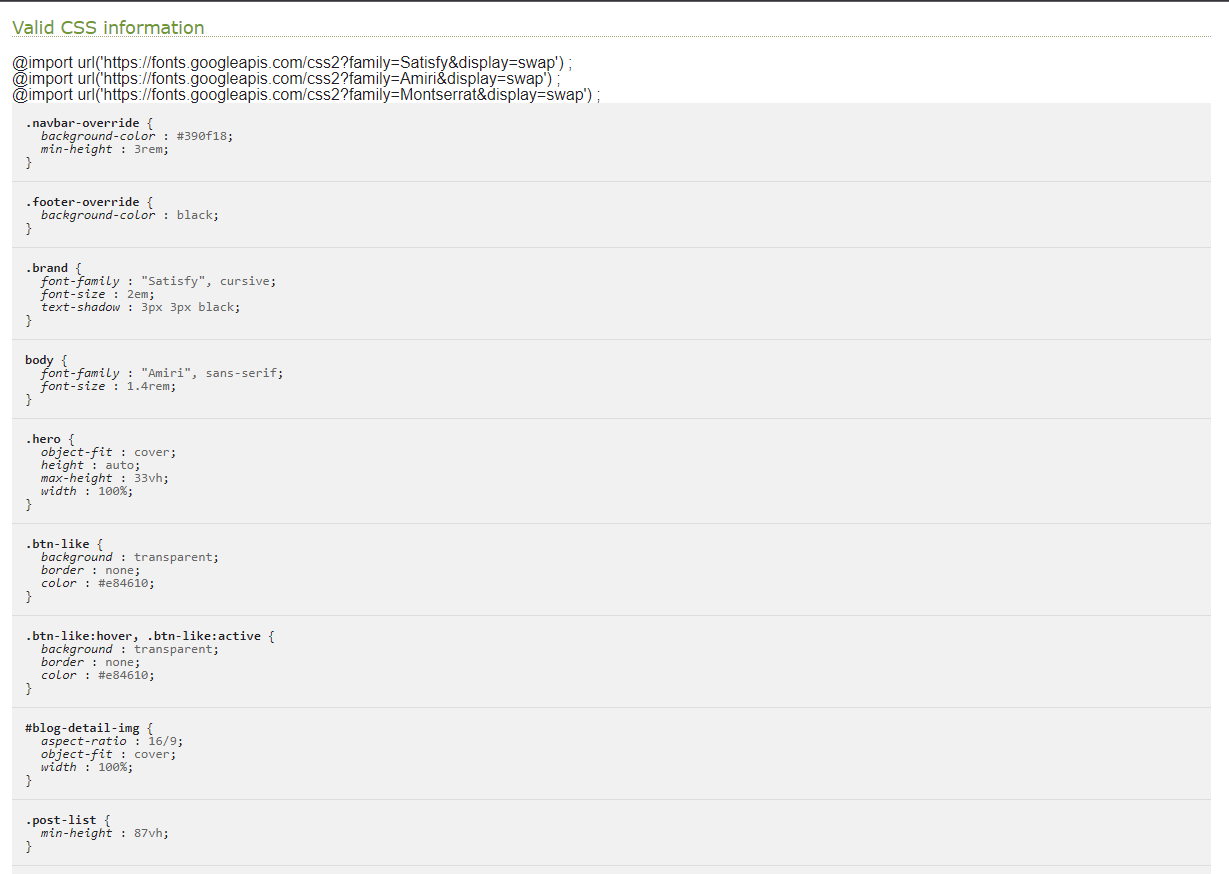 Valid CSS information
@import url('https://fonts.googleapis.com/css2?family=Satisfy&display=swap') ;
@import url('https://fonts.googleapis.com/css2?family=Amiri&display=swap') ;
@import url('https://fonts.googleapis.com/css2?family=Montserrat&display=swap') ;
.navbar-override {
background-color : #390f18;
min-height : 3rem;
}
.footer-override {
background-color : black;
}
.brand {
font-family : "Satisfy", cursive;
font-size : 2em;
text-shadow : 3px 3px black;
}
body {
font-family : "Amiri", sans-serif;
font-size : 1.4rem;
}
.hero {
object-fit : cover;
height : auto;
max-height : 33vh;
width : 100%;
}
.btn-like {
background : transparent;
border : none;
color : #e84610;
}
.btn-like:hover, .btn-like:active {
background : transparent;
border : none;
color : #e84610;
}
#blog-detail-img {
aspect-ratio : 16/9;
object-fit : cover;
width : 100%;
}
.post-list {
min-height : 87vh;
}